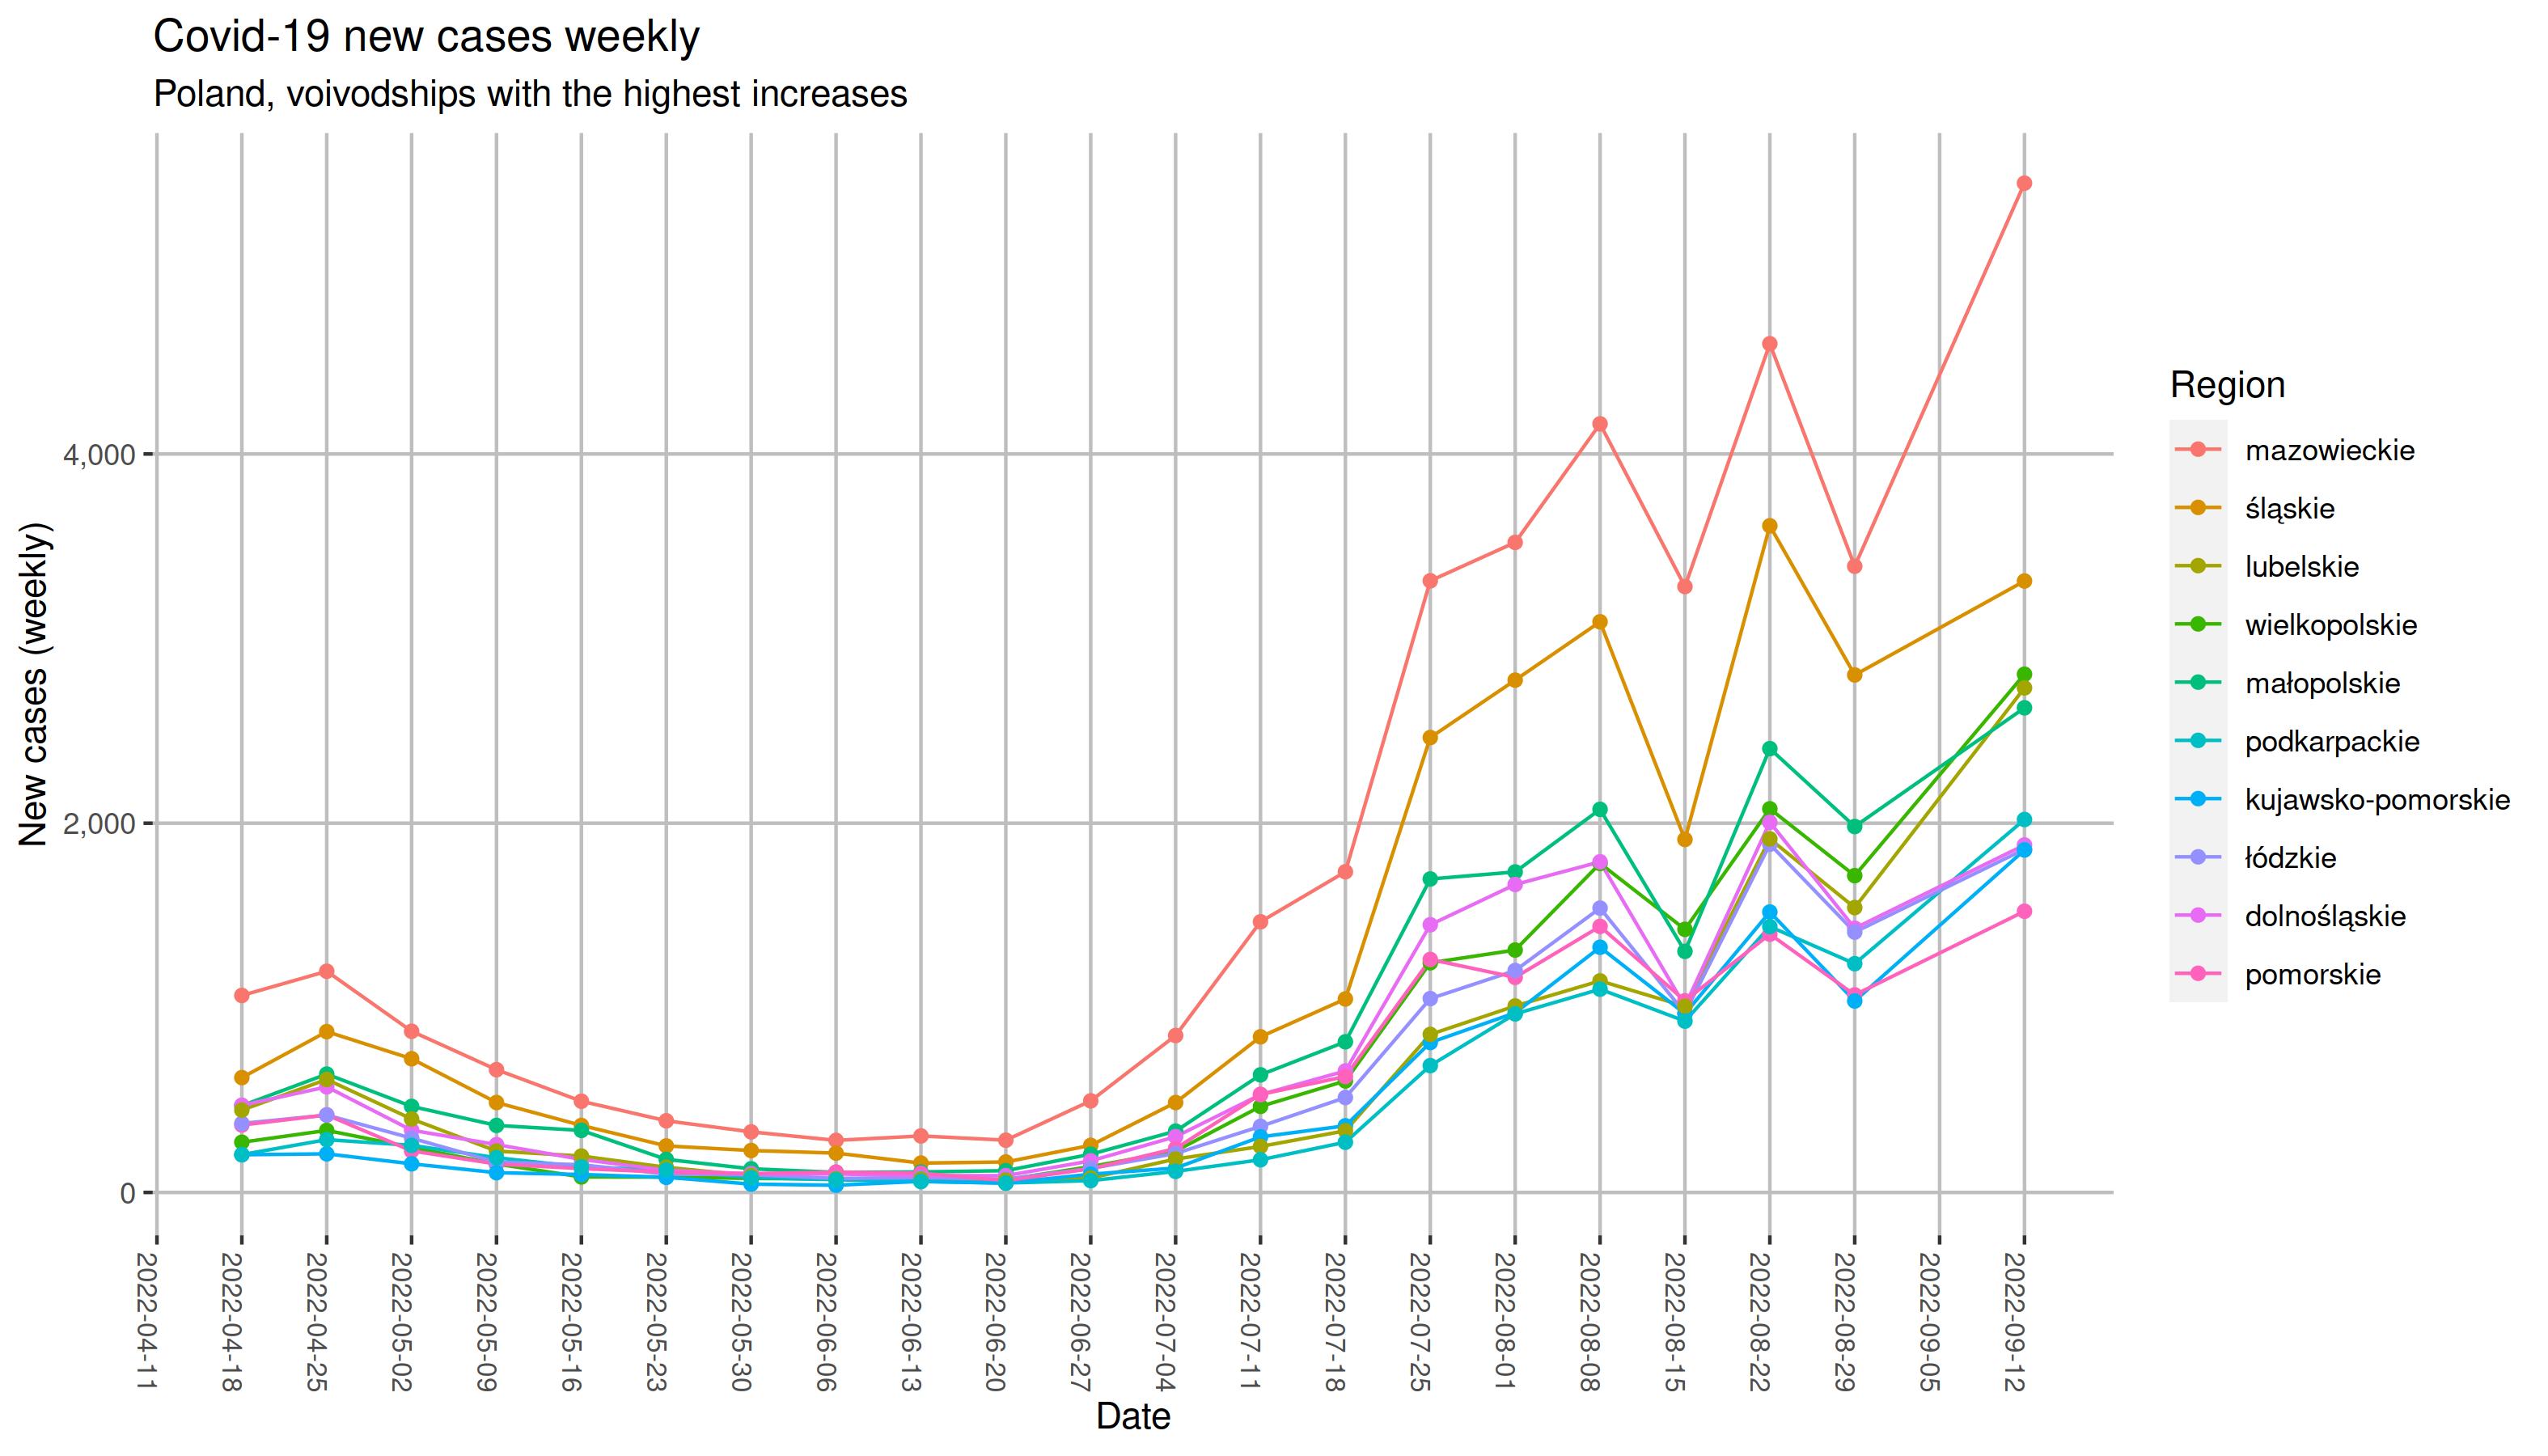 Covid-19 new cases weekly
Poland, voivodships with the highest increases
New cases (weekly)
4,000
2,000
0
2022-04-11
2022-04-18
2022-04-25
2022-05-02
2022-05-09
2022-05-16
2022-05-23
2022-05-30
2022-06-06
2022-06-13
2022-06-20
2022-06-27
2022-07-04
2022-07-11
2022-07-18
2022-07-25
2022-08-01
2022-08-08
2022-08-15
2022-08-22
2022-08-29
2022-09-05
2022-09-12
Date
Region
mazowieckie
śląskie
lubelskie
wielkopolskie
małopolskie
podkarpackie
kujawsko-pomorskie
łódzkie
dolnośląskie
pomorskie